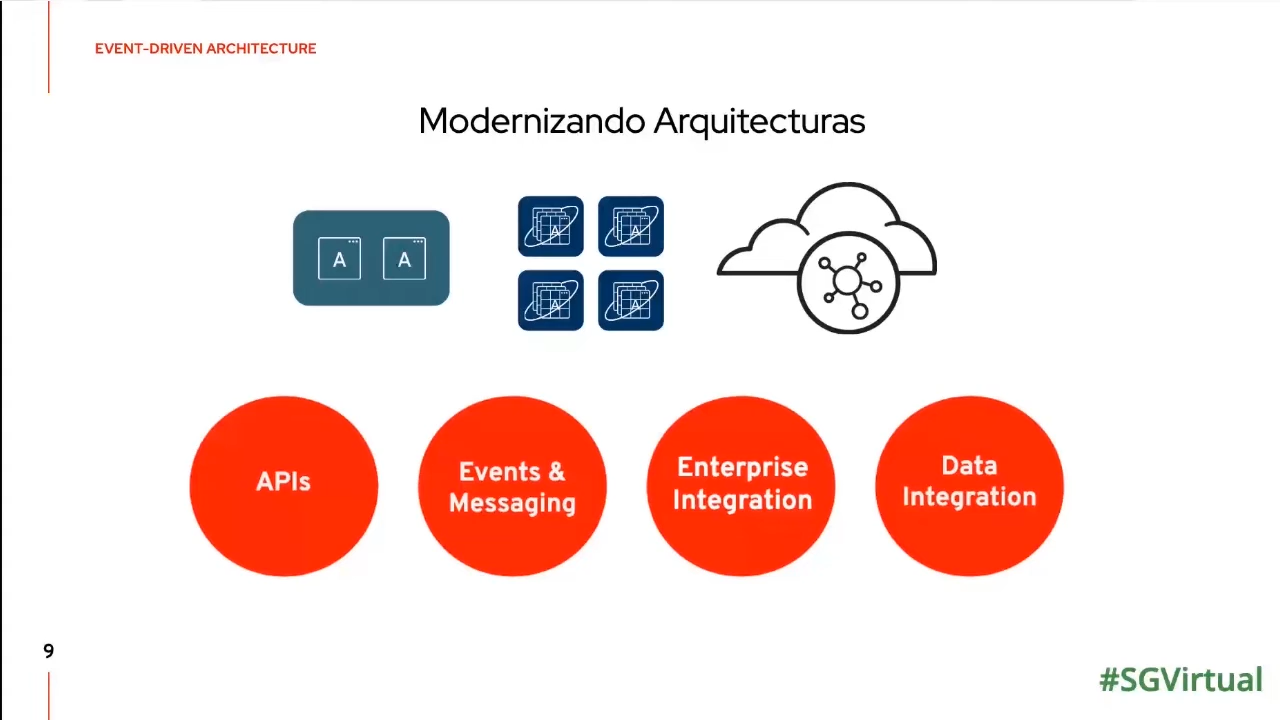 EVENT-DRIVEN ARCHITECTURE
Modernizando Arquitecturas
A A
A A
A A
APIs
Events &
Messaging
Enterprise
Integration
Data
Integration
9
#SGVirtual